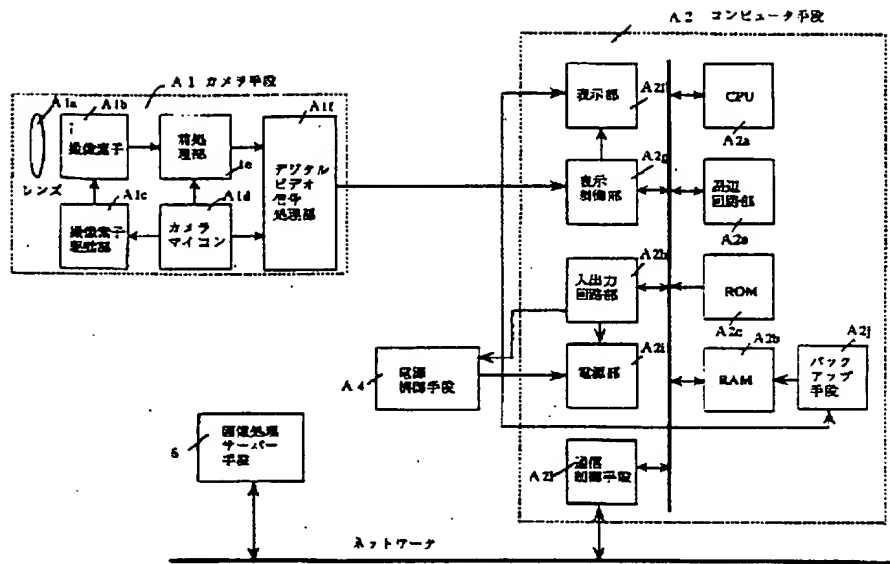 A2 コンピュータ手段
A1 カメラ手段
A1a
A1b
A1f
撮像素子
前処
理部
1e
レンズ
A1c
A1d
撮像素子
駆動部
カメラ
マイコン
デジタル
ビデオ
信号
処理部
表示部
A2f
CPU
A2a
表示
制御部
A2g
周辺
回路部
A2e
A2h
入出力
回路部
ROM
A2c
A2i
電源部
A2b
RAM
A2j
バック
アップ
手段
A4
電源
制御手段
6
画像処理
サーバー
手段
通信
制御手段
ネットワーク